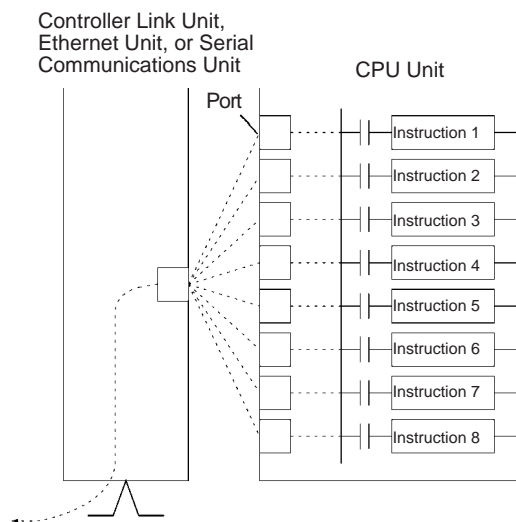 Controller Link Unit,
Ethernet Unit, or Serial
Communications Unit
CPU Unit
Port
Instruction 1
Instruction 2
Instruction 3
Instruction 4
Instruction 5
Instruction 6
Instruction 7
Instruction 8